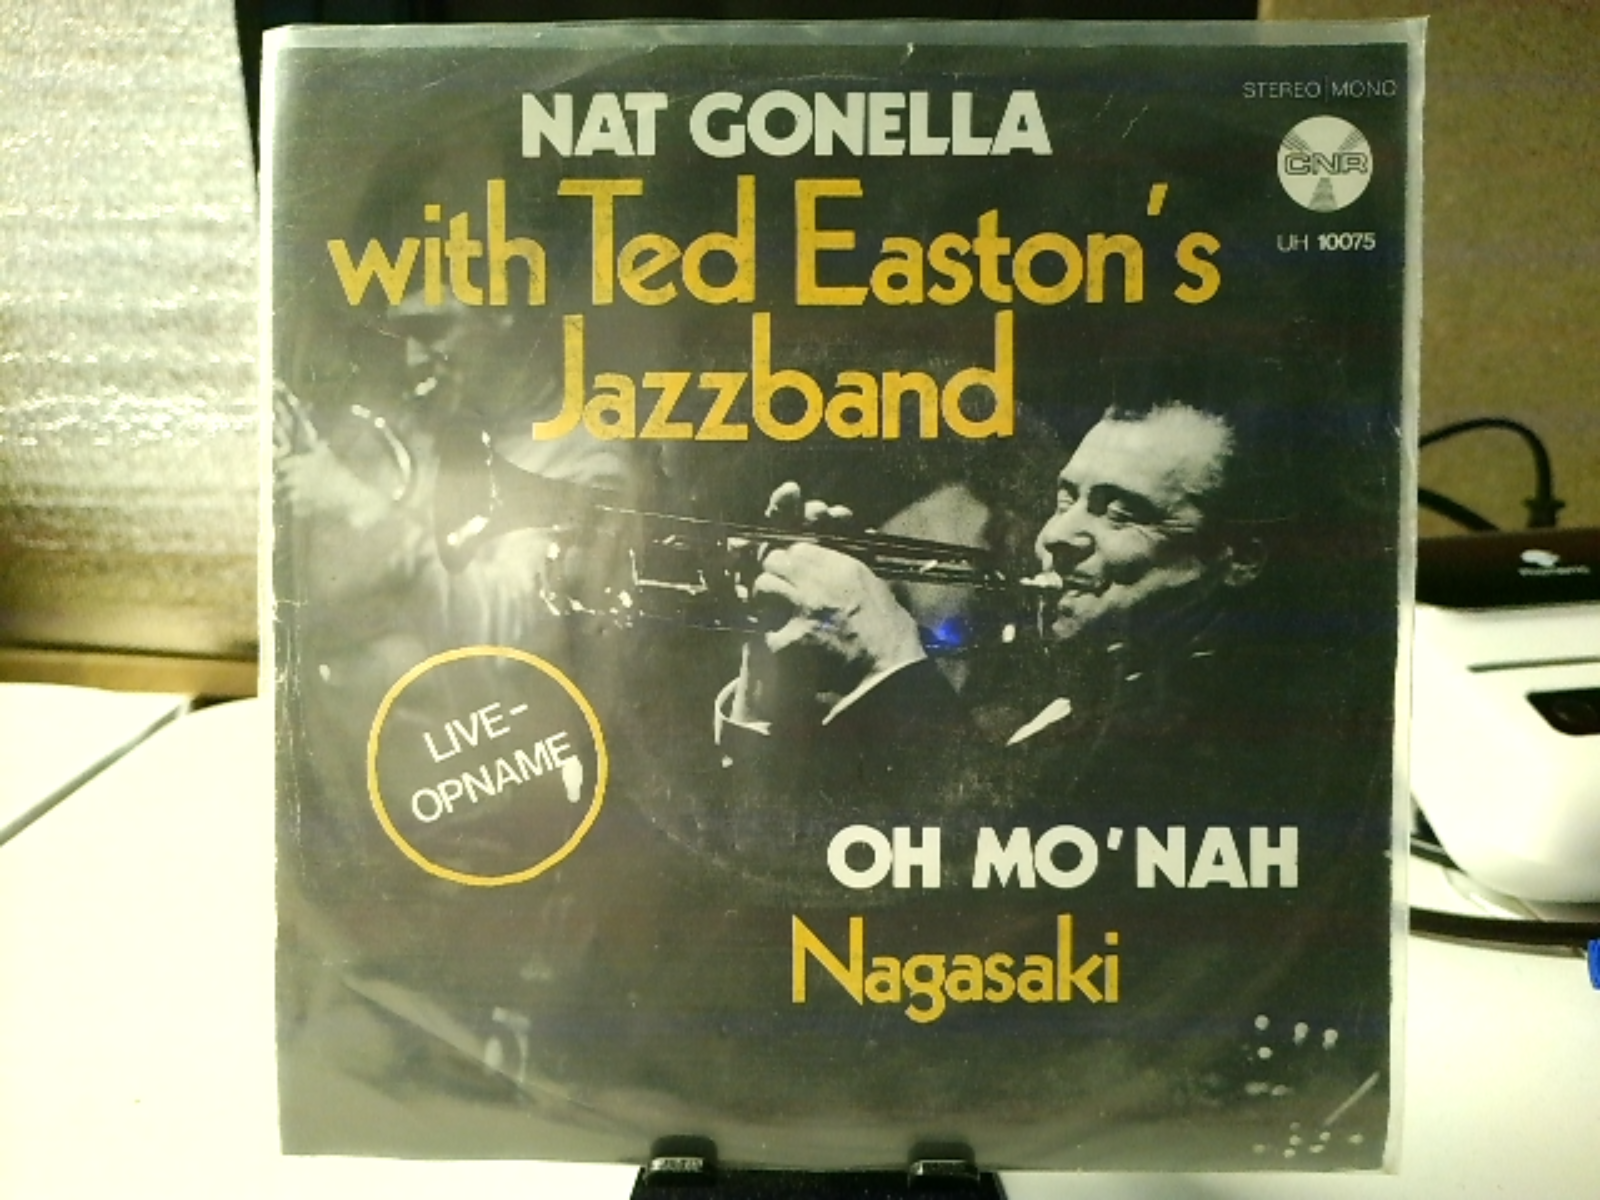 NAT GONELLA
STEREO|MONO
CNR
UH 10075
with Ted Easton's
Jazzband
LIVE-
OPNAME
OH MO'NAH
Nagasaki